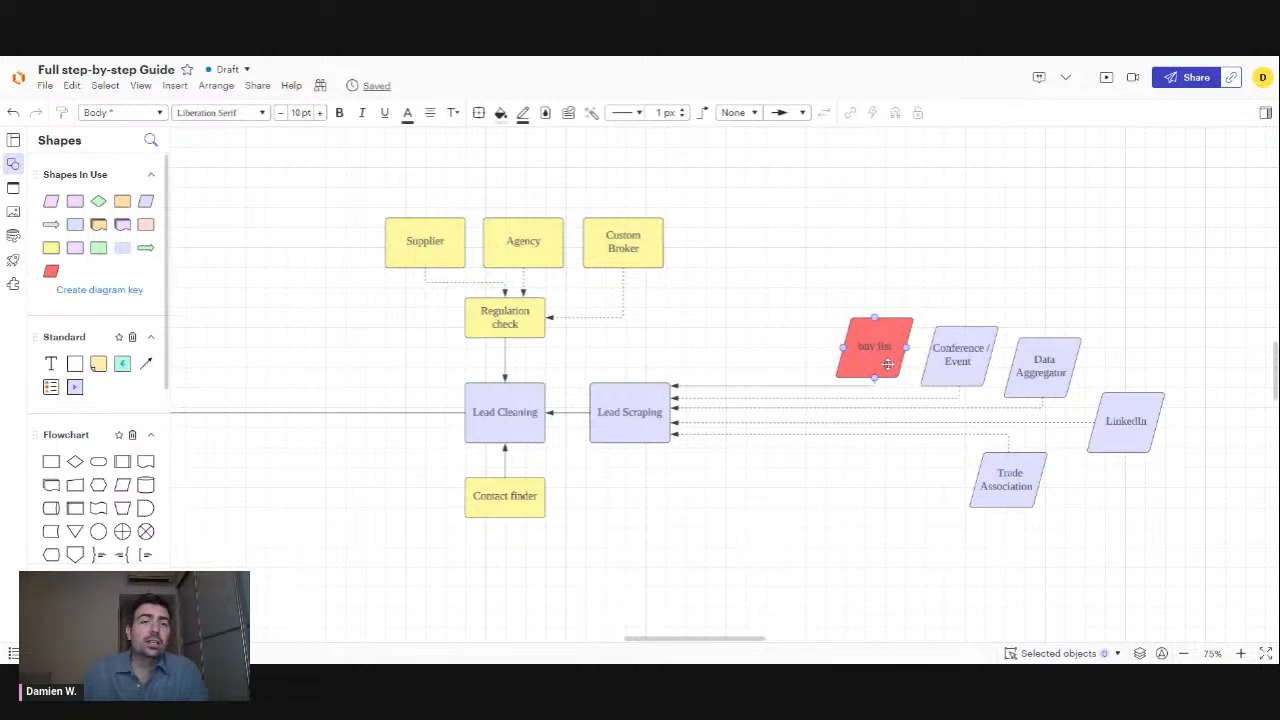 Full step-by-step Guide
Draft
File Edit Select View Insert Arrange Share Help
Saved
Share
D
Body *
Liberation Serif
10 pt
B I U A
T
1 px
None
Shapes
Shapes In Use
Create diagram key
Standard
T
Flowchart
Supplier
Agency
Custom
Broker
Regulation
check
buy list
Conference /
Event
Data
Aggregator
Lead Cleaning
Lead Scraping
LinkedIn
Trade
Association
Contact finder
Damien W.
Selected objects 0
75%